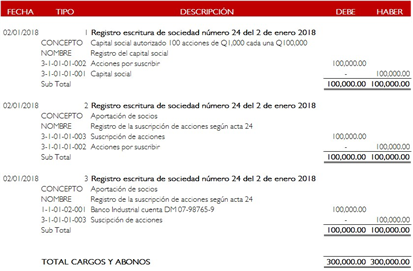 FECHA TIPO DESCRIPCIÓN DEBE HABER
02/01/2018 1 Registro escritura de sociedad número 24 del 2 de enero 2018
CONCEPTO Capital social autorizado 100 acciones de Q1,000 cada una Q100,000
NOMBRE Registro del capital social
3-1-01-01-002 Acciones por suscribir 100,000.00
3-1-01-01-001 Capital social - 100,000.00
Sub Total 100,000.00 100,000.00
02/01/2018 2 Registro escritura de sociedad número 24 del 2 de enero 2018
CONCEPTO Aportación de socios
NOMBRE Registro de la suscripción de acciones según acta 24
3-1-01-01-003 Suscripción de acciones 100,000.00
3-1-01-01-002 Acciones por suscribir - 100,000.00
Sub Total 100,000.00 100,000.00
02/01/2018 3 Registro escritura de sociedad número 24 del 2 de enero 2018
CONCEPTO Aportación de socios
NOMBRE Registro de la suscripción de acciones según acta 24
1-1-01-02-001 Banco Industrial cuenta DM 07-98765-9 100,000.00
3-1-01-01-003 Suscipción de acciones - 100,000.00
Sub Total 100,000.00 100,000.00
TOTAL CARGOS Y ABONOS 300,000.00 300,000.00